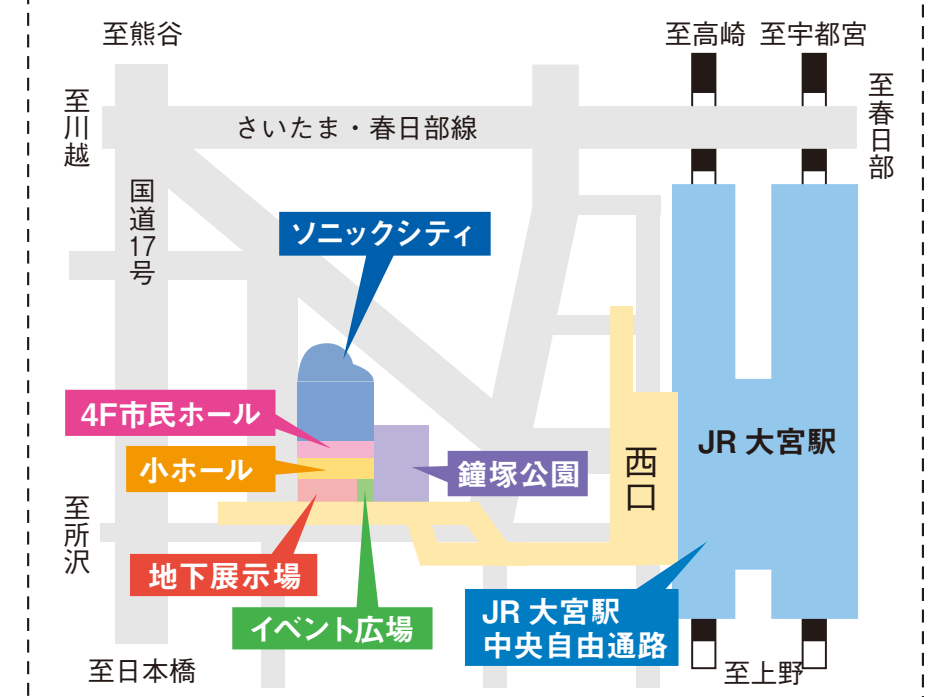 至熊谷
至高崎
至宇都宮
至川越
さいたま・春日部線
至春日部
国道17号
ソニックシティ
4F市民ホール
小ホール
鐘塚公園
西口
JR 大宮駅
至所沢
地下展示場
イベント広場
JR 大宮駅
中央自由通路
至日本橋
至上野